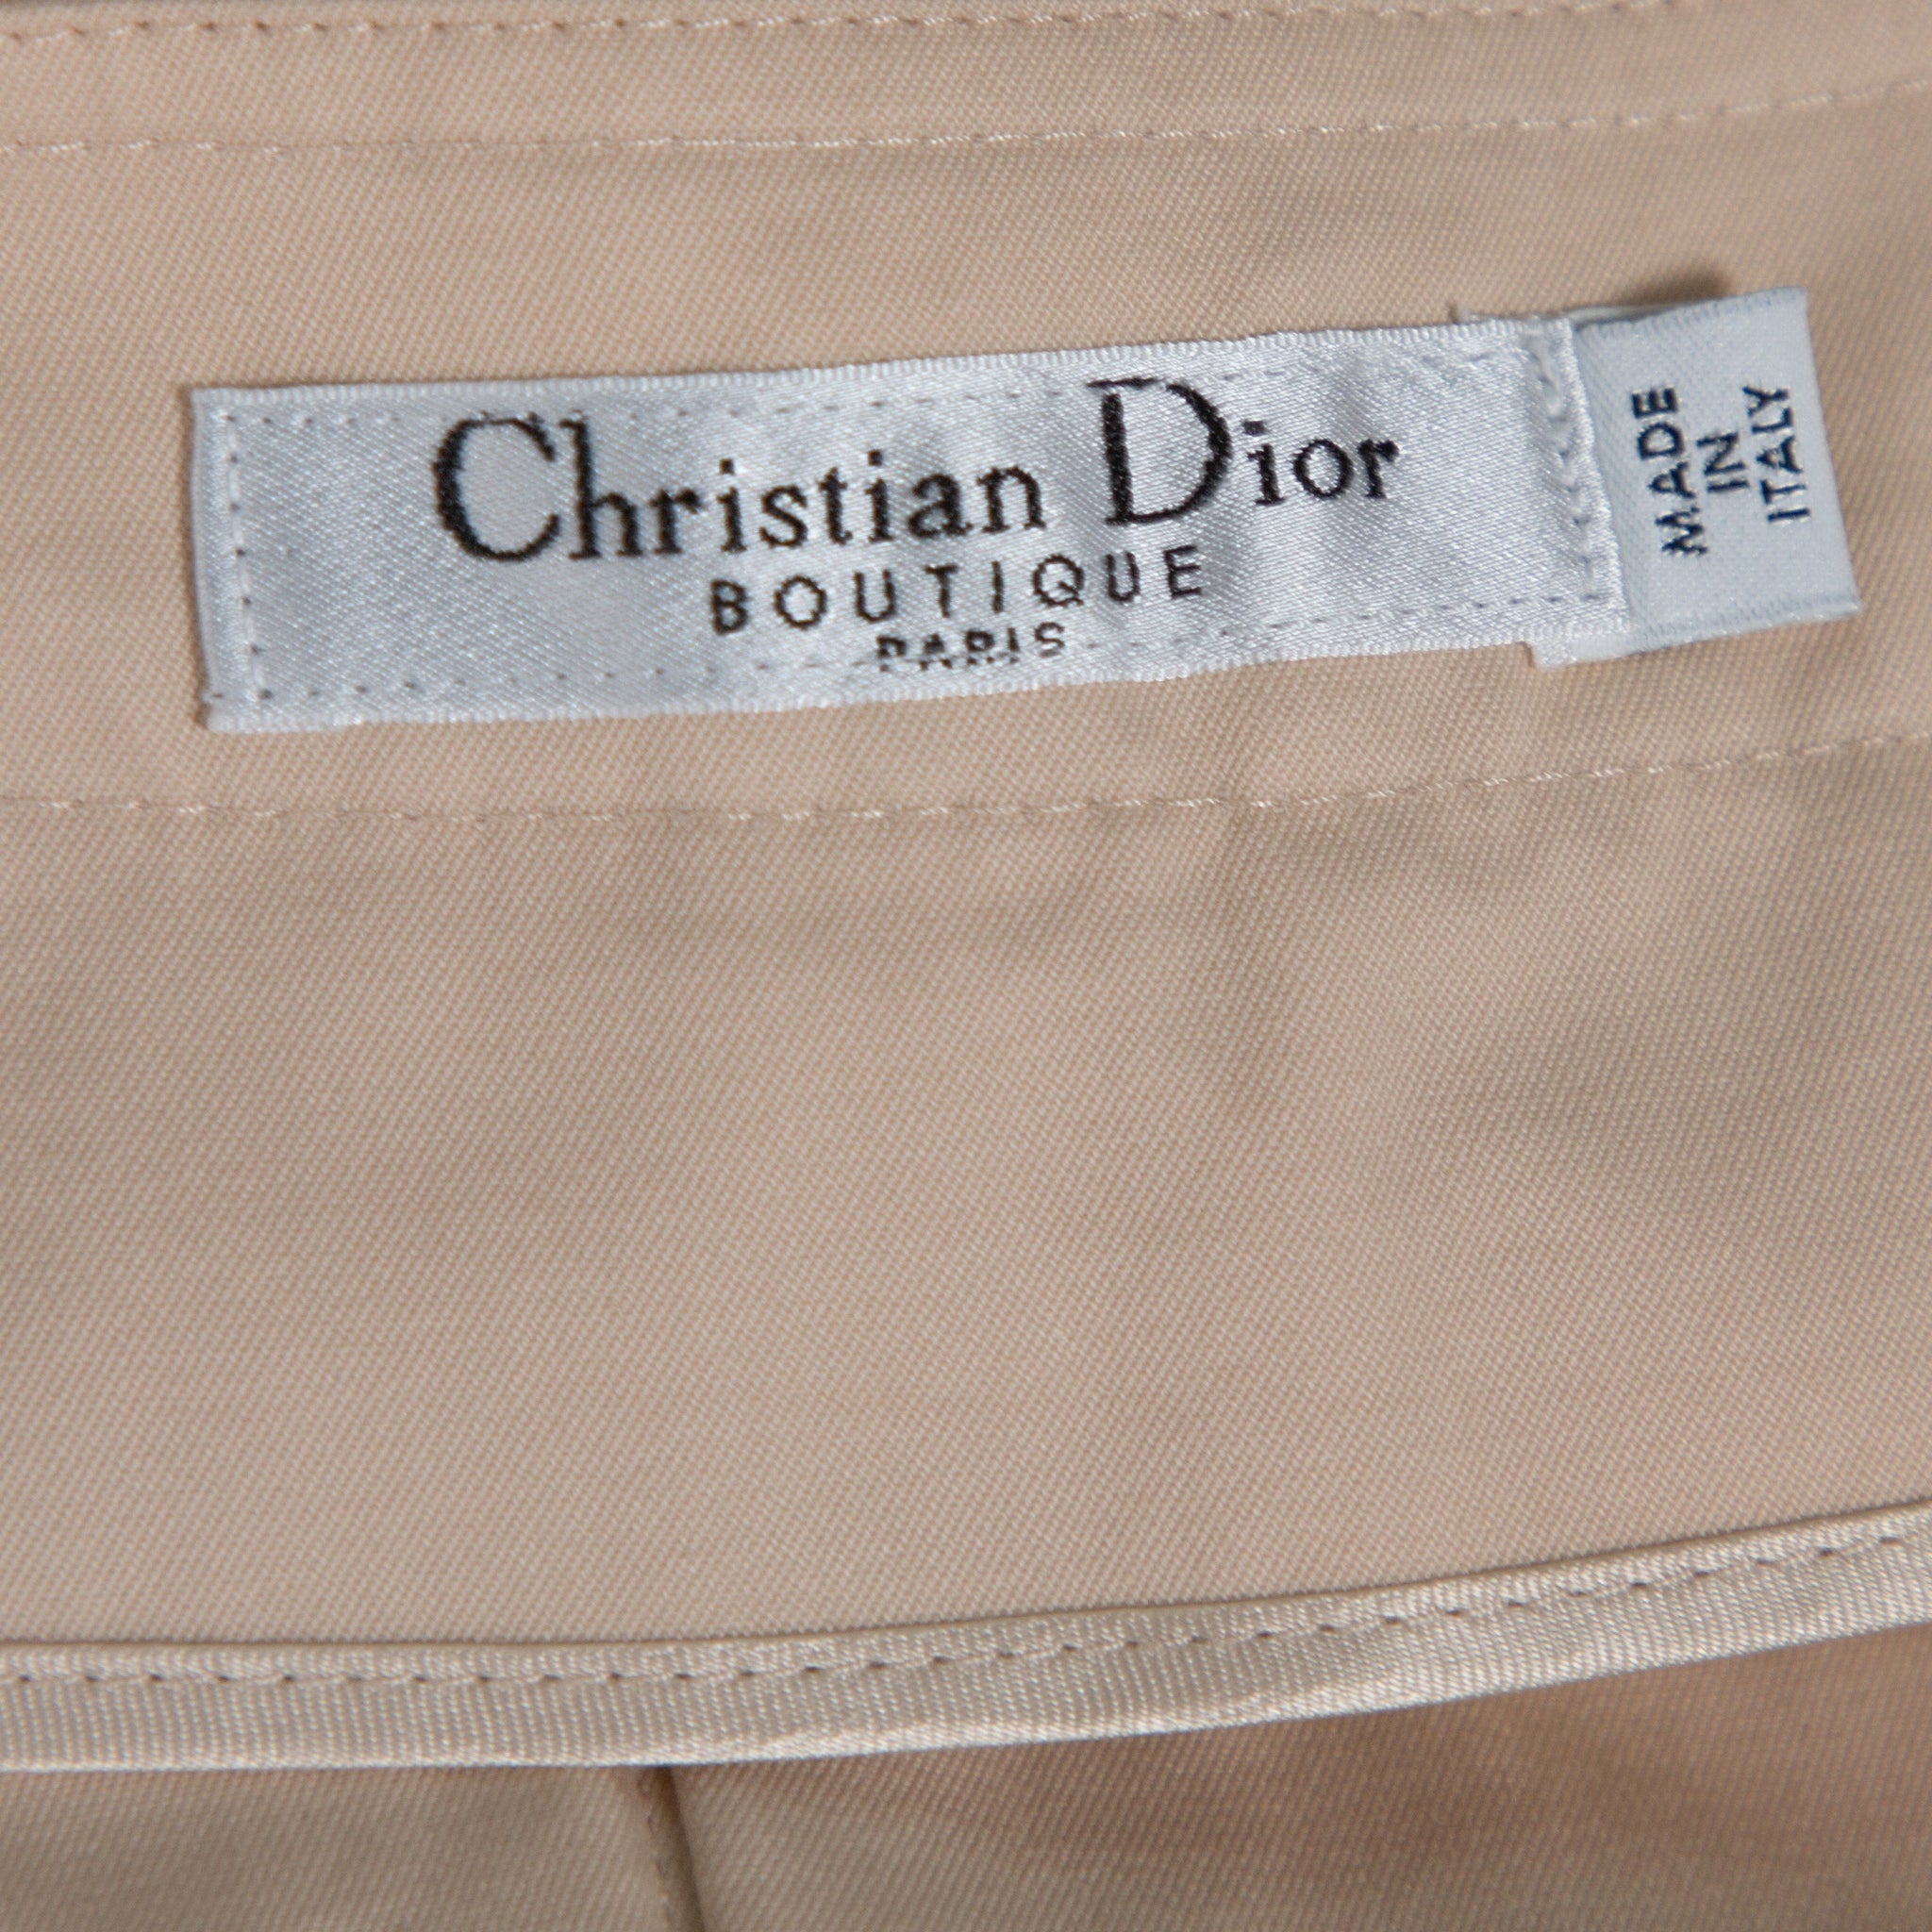 Christian Dior
BOUTIQUE
PARIS
MADE
IN
ITALY